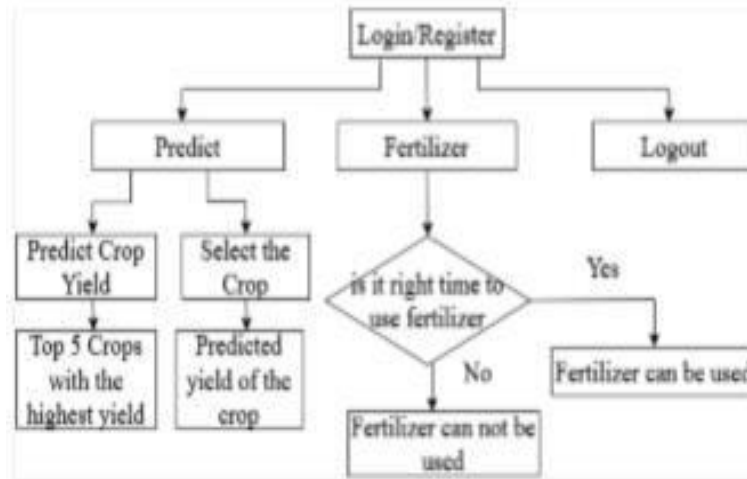 Login/Register
Predict
Fertilizer
Logout
Predict Crop
Yield
Select the
Crop
is it right time to
use fertilizer
Yes
Top 5 Crops
with the
highest yield
Predicted
yield of the
crop
No
Fertilizer can be used
Fertilizer can not be
used